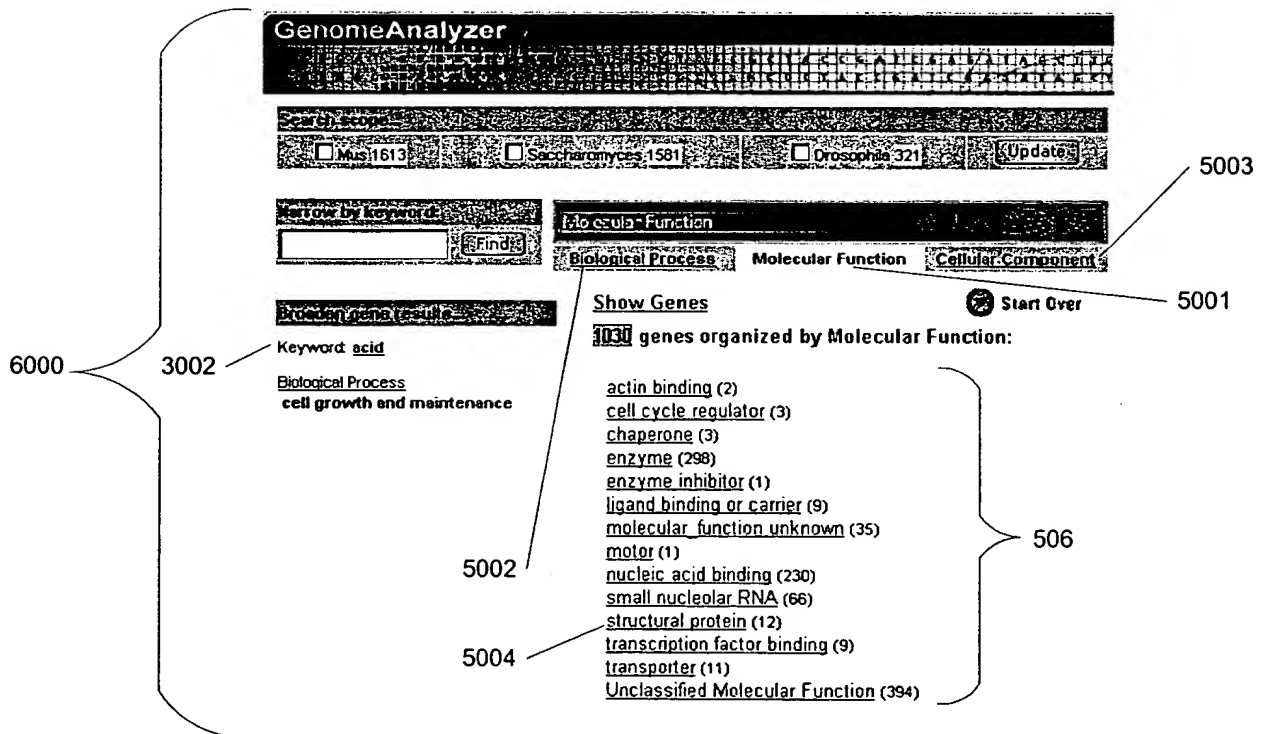 GenomeAnalyzer
Search scope
Mus 1613 Saccharomyces 1581 Drosophila 321 Update
5003
Narrow by keyword:
Find
Molecular Function
Biological Process Molecular Function Cellular Component
5001
Broaden gene results
Show Genes Start Over
1030 genes organized by Molecular Function:
6000
3002
Keyword: acid
Biological Process
cell growth and maintenance
actin binding (2)
cell cycle regulator (3)
chaperone (3)
enzyme (298)
enzyme inhibitor (1)
ligand binding or carrier (9)
molecular_function unknown (35)
motor (1)
nucleic acid binding (230)
small nucleolar RNA (66)
structural protein (12)
transcription factor binding (9)
transporter (11)
Unclassified Molecular Function (394)
506
5002
5004